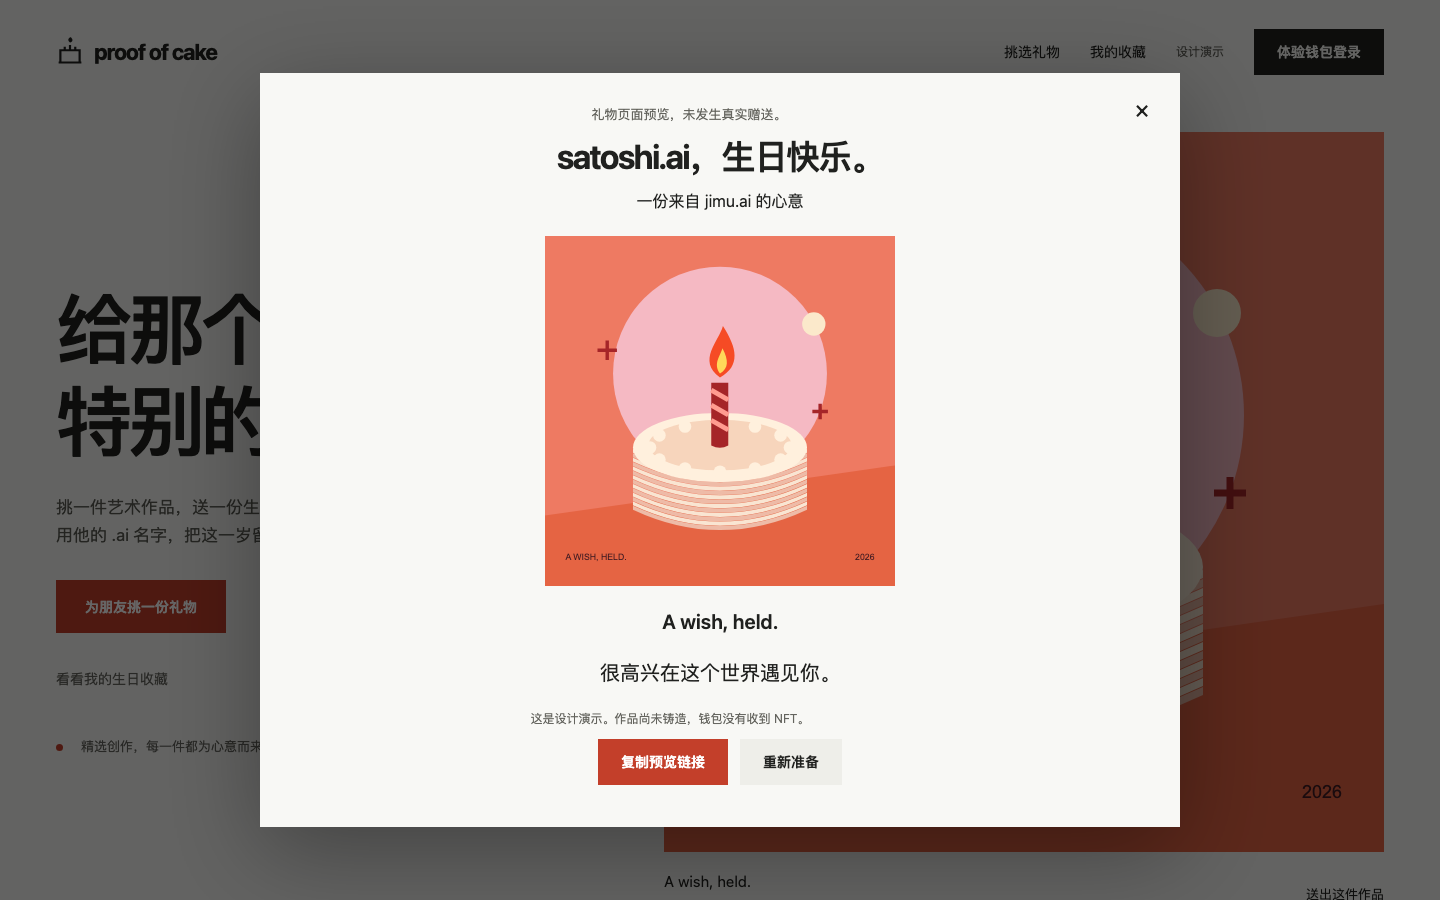 proof of cake
挑选礼物
我的收藏
设计演示
体验钱包登录
礼物页面预览，未发生真实赠送。
satoshi.ai，生日快乐。
一份来自 jimu.ai 的心意
A WISH, HELD.
2026
A wish, held.
很高兴在这个世界遇见你。
这是设计演示。作品尚未铸造，钱包没有收到 NFT。
复制预览链接
重新准备
给那个
特别的
挑一件艺术作品，送一份生
用他的 .ai 名字，把这一岁留
为朋友挑一份礼物
看看我的生日收藏
精选创作，每一件都为心意而来
2026
A wish, held.
送出这件作品